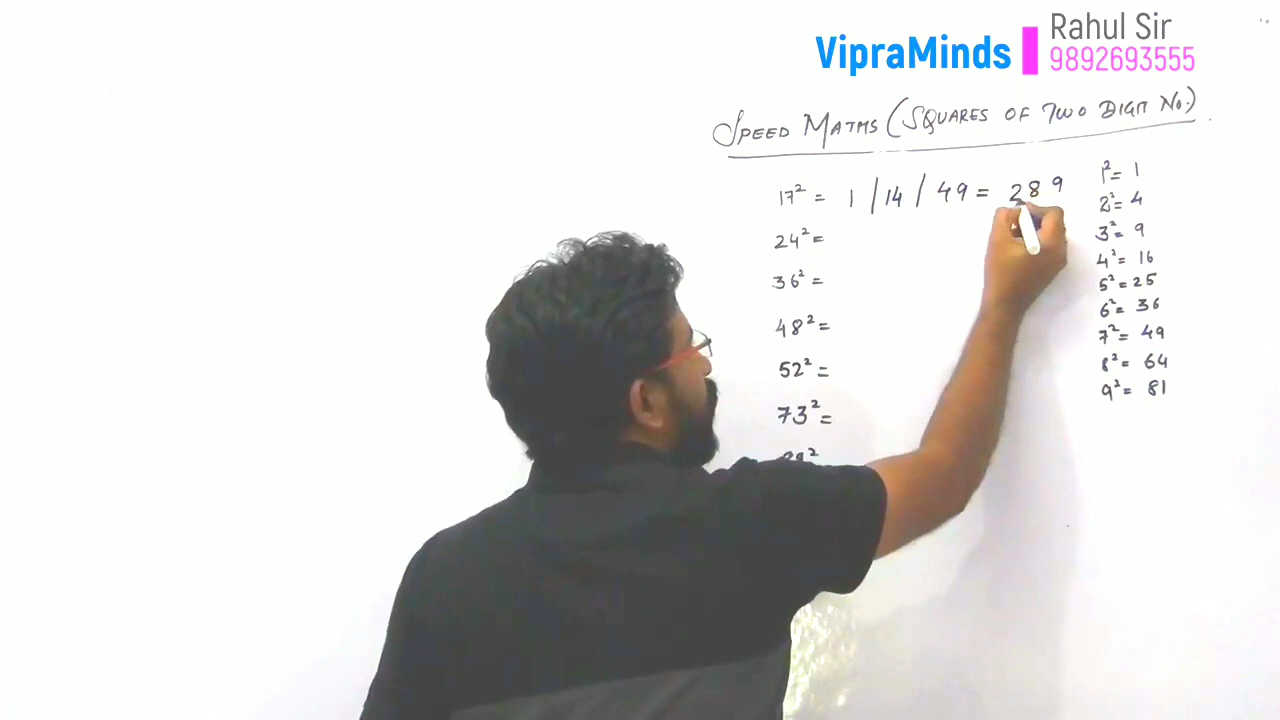 VipraMinds
Rahul Sir
9892693555
SPEED MATHS (SQUARES OF TWO DIGIT No.)
17² = 1 / 14 / 49 = 289
24² =
36² =
48² =
52² =
73² =
1² = 1
2² = 4
3² = 9
4² = 16
5² = 25
6² = 36
7² = 49
8² = 64
9² = 81